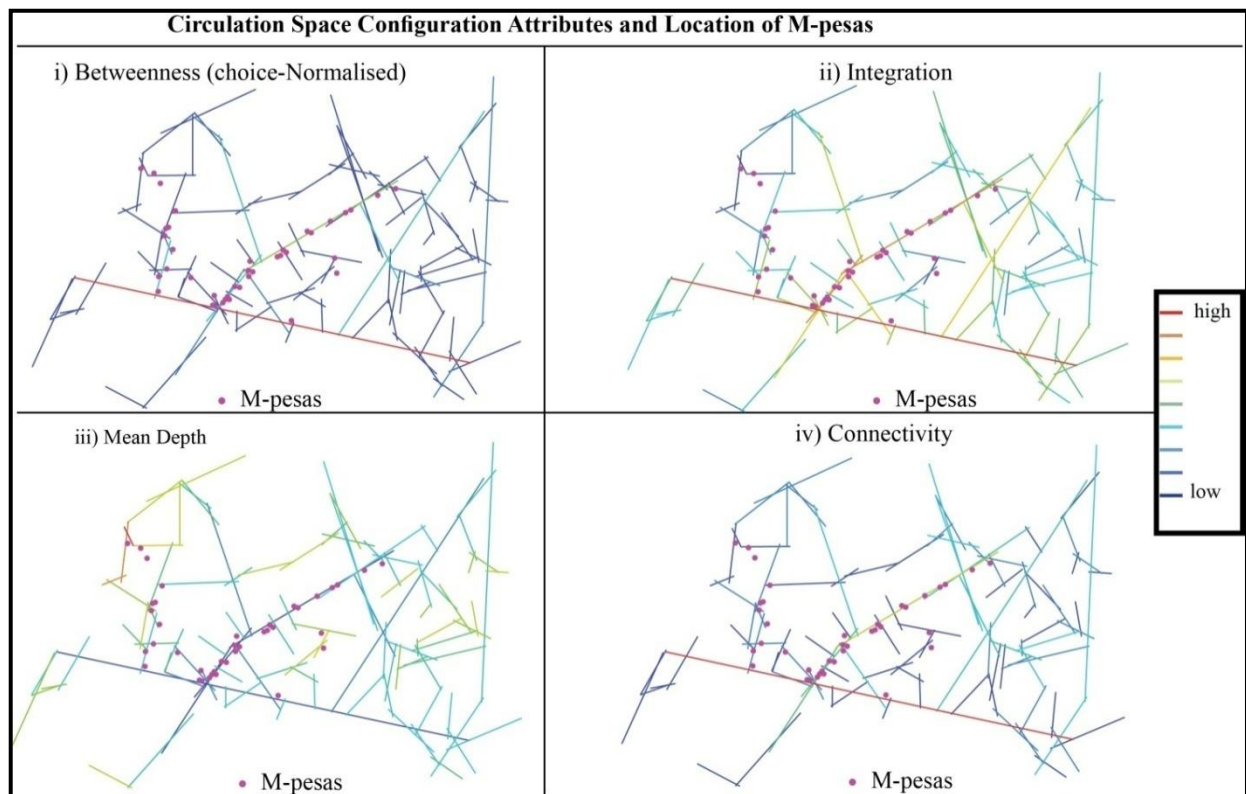 Circulation Space Configuration Attributes and Location of M-pesas
i) Betweenness (choice-Normalised)
ii) Integration
M-pesas
M-pesas
high
low
iii) Mean Depth
iv) Connectivity
M-pesas
M-pesas